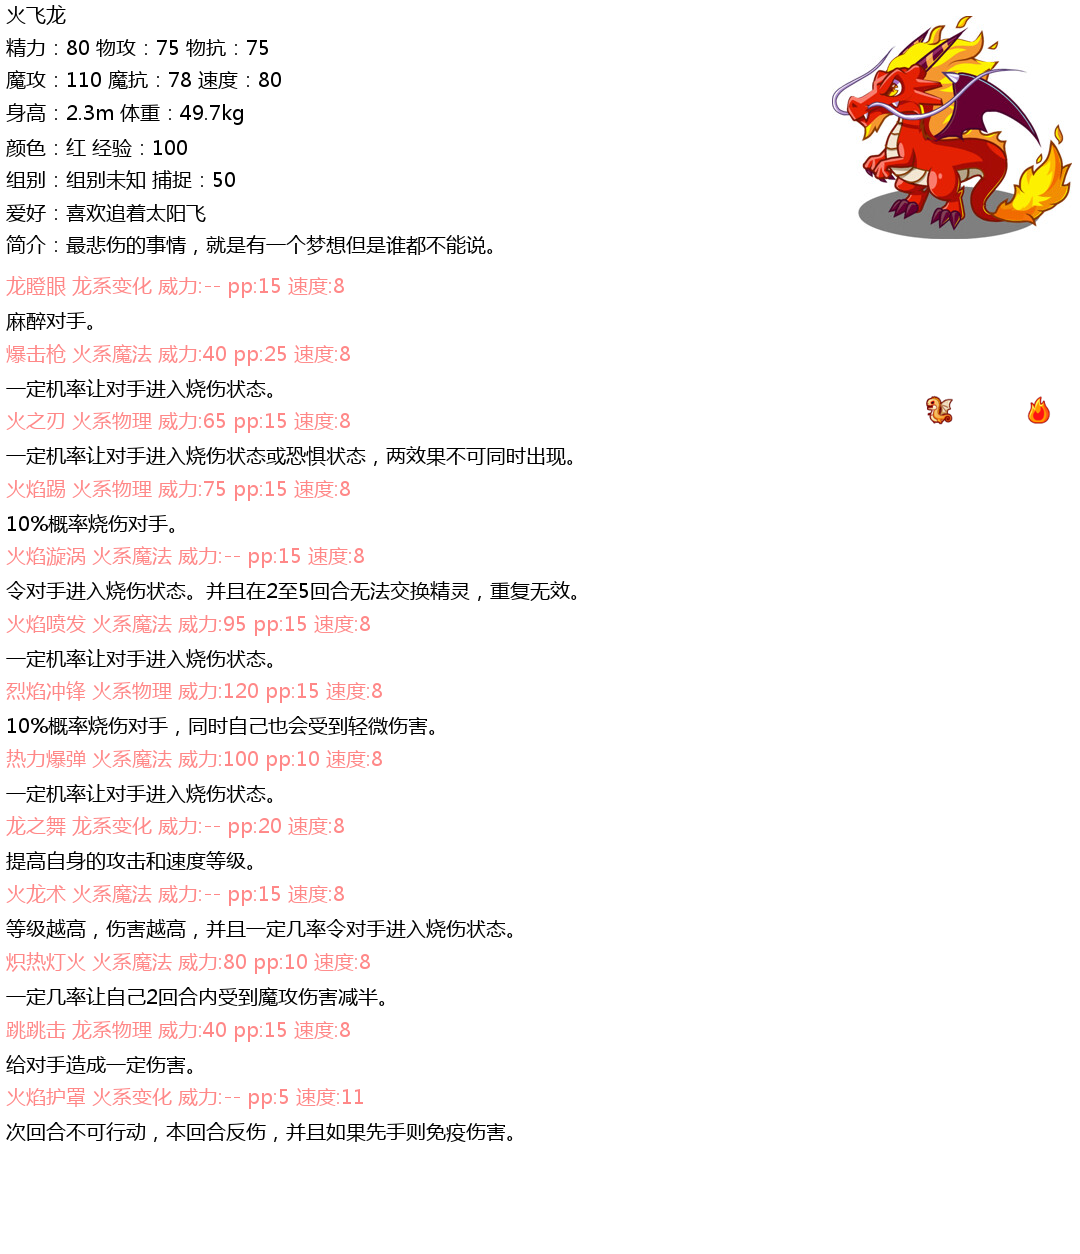 火飞龙
精力：80 物攻：75 物抗：75
魔攻：110 魔抗：78 速度：80
身高：2.3m 体重：49.7kg
颜色：红 经验：100
组别：组别未知 捕捉：50
爱好：喜欢追着太阳飞
简介：最悲伤的事情，就是有一个梦想但是谁都不能说。
龙瞪眼 龙系变化 威力:-- pp:15 速度:8
麻醉对手。
爆击枪 火系魔法 威力:40 pp:25 速度:8
一定机率让对手进入烧伤状态。
火之刃 火系物理 威力:65 pp:15 速度:8
一定机率让对手进入烧伤状态或恐惧状态，两效果不可同时出现。
火焰踢 火系物理 威力:75 pp:15 速度:8
10%概率烧伤对手。
火焰漩涡 火系魔法 威力:-- pp:15 速度:8
令对手进入烧伤状态。并且在2至5回合无法交换精灵，重复无效。
火焰喷发 火系魔法 威力:95 pp:15 速度:8
一定机率让对手进入烧伤状态。
烈焰冲锋 火系物理 威力:120 pp:15 速度:8
10%概率烧伤对手，同时自己也会受到轻微伤害。
热力爆弹 火系魔法 威力:100 pp:10 速度:8
一定机率让对手进入烧伤状态。
龙之舞 龙系变化 威力:-- pp:20 速度:8
提高自身的攻击和速度等级。
火龙术 火系魔法 威力:-- pp:15 速度:8
等级越高，伤害越高，并且一定几率令对手进入烧伤状态。
炽热灯火 火系魔法 威力:80 pp:10 速度:8
一定几率让自己2回合内受到魔攻伤害减半。
跳跳击 龙系物理 威力:40 pp:15 速度:8
给对手造成一定伤害。
火焰护罩 火系变化 威力:-- pp:5 速度:11
次回合不可行动，本回合反伤，并且如果先手则免疫伤害。